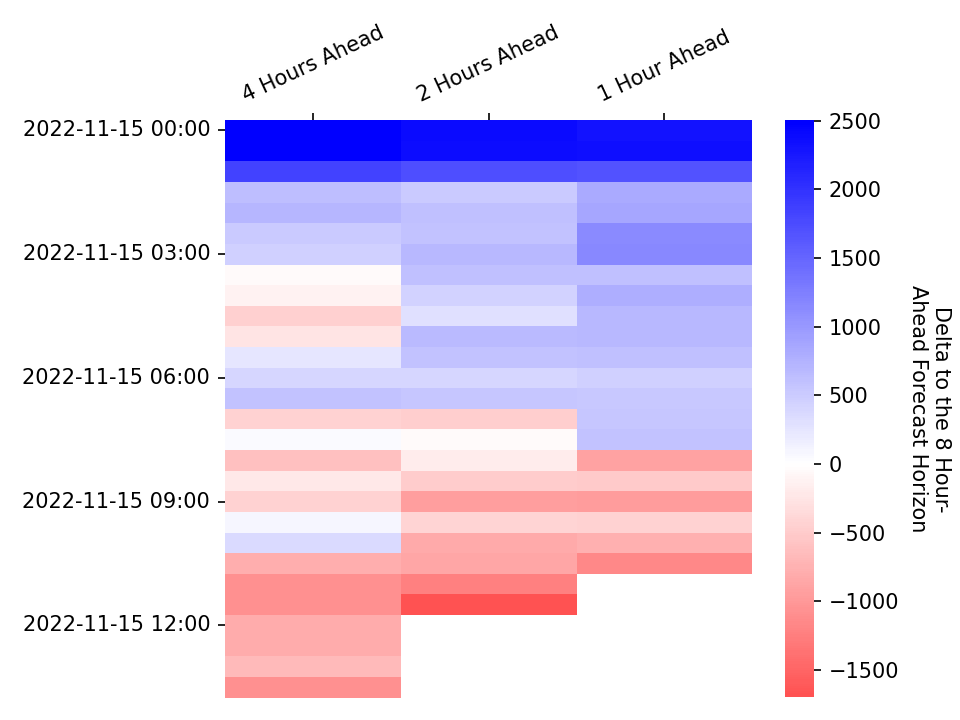 4 Hours Ahead
2 Hours Ahead
1 Hour Ahead
2022-11-15 00:00
2022-11-15 03:00
2022-11-15 06:00
2022-11-15 09:00
2022-11-15 12:00
2500
2000
1500
1000
500
0
−500
−1000
−1500
Delta to the 8 Hour-
Ahead Forecast Horizon